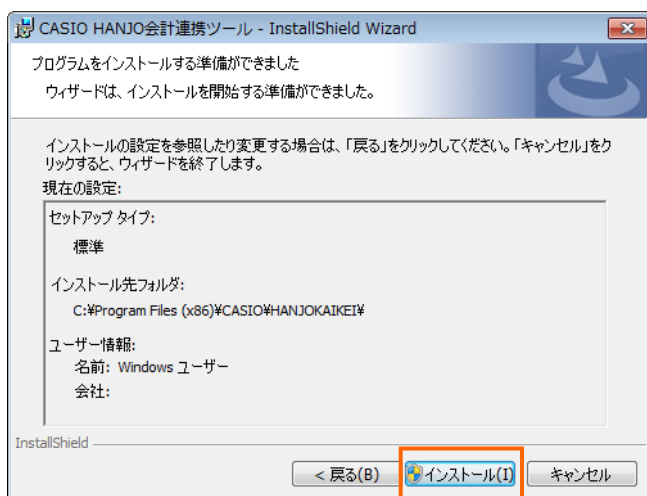 CASIO HANJO会計連携ツール - InstallShield Wizard
プログラムをインストールする準備ができました
ウィザードは、インストールを開始する準備ができました。
インストールの設定を参照したり変更する場合は、「戻る」をクリックしてください。「キャンセル」をク
リックすると、ウィザードを終了します。
現在の設定:
セットアップ タイプ:
標準
インストール先フォルダ:
C:¥Program Files (x86)¥CASIO¥HANJOKAIKEI¥
ユーザー情報:
名前: Windows ユーザー
会社:
InstallShield
< 戻る(B) インストール(I) キャンセル